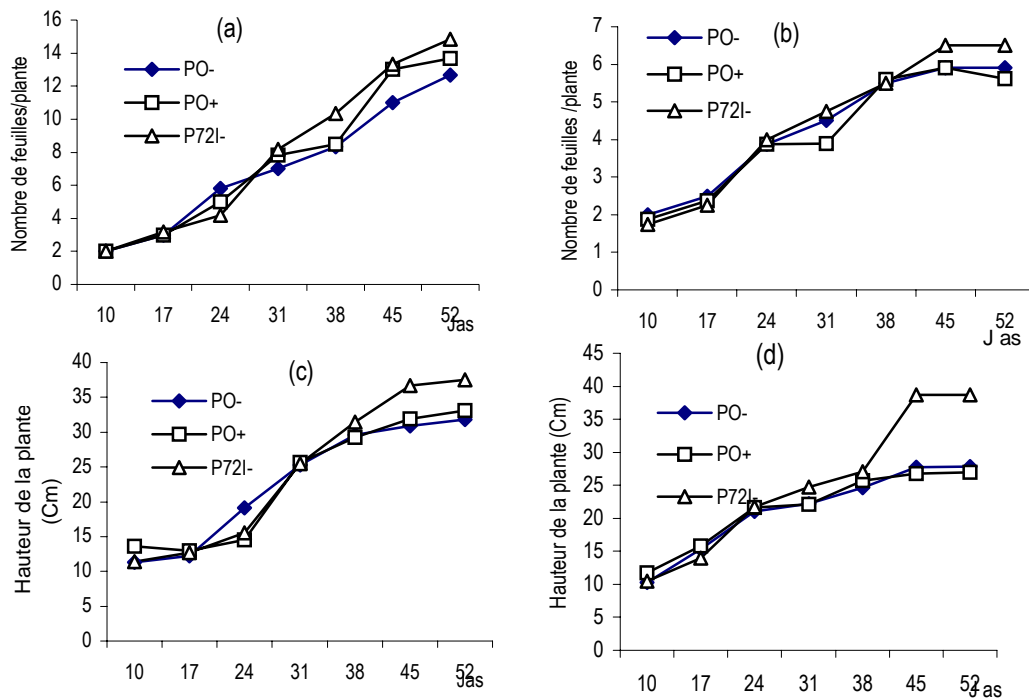 (a)
Nombre de feuilles/plante
16
14
12
10
8
6
4
2
0
PO-
PO+
P72I-
10 17 24 31 38 45 52
Jas
(b)
Nombre de feuilles /plante
7
6
5
4
3
2
1
0
PO-
PO+
P72I-
10 17 24 31 38 45 52
J as
(c)
Hauteur de la plante
(Cm)
40
35
30
25
20
15
10
5
0
PO-
PO+
P72I-
10 17 24 31 38 45 52
Jas
(d)
Hauteur de la plante (Cm)
45
40
35
30
25
20
15
10
5
0
PO-
PO+
P72I-
10 17 24 31 38 45 52
J as